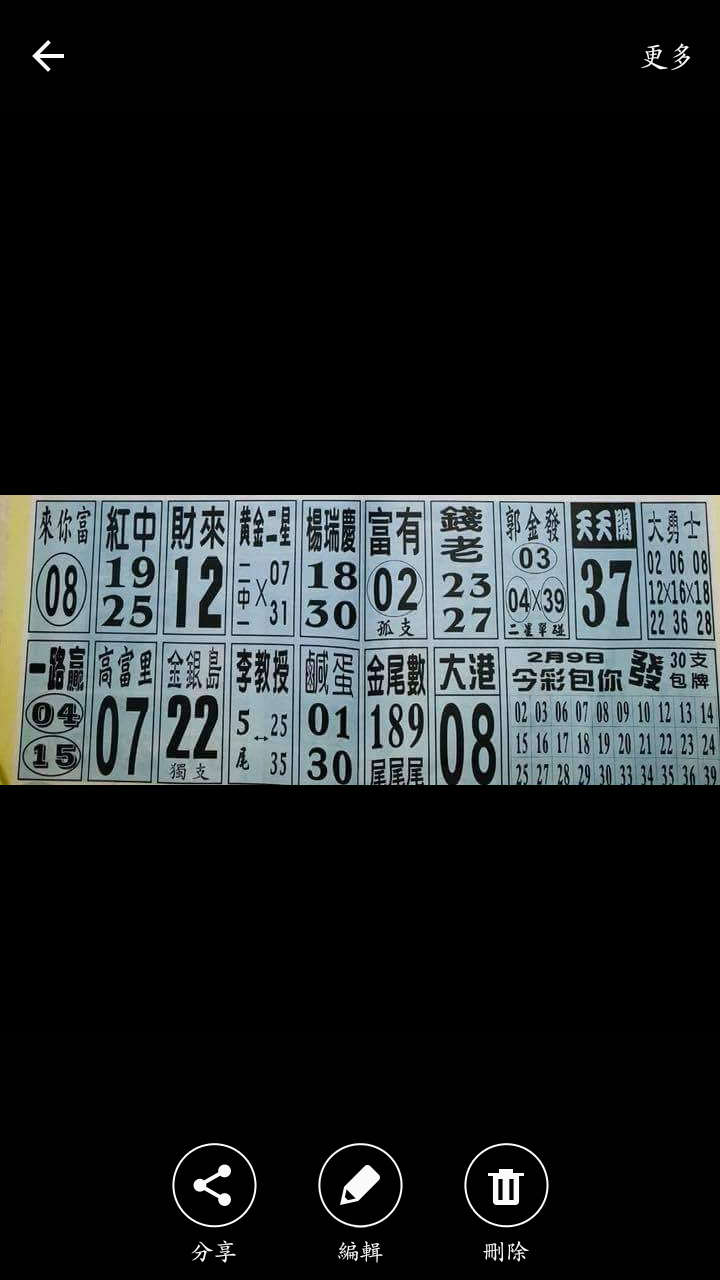 更多
來你富
08
紅中
19
25
財來
12
黃金二星
二中一 × 07 31
楊瑞慶
18
30
富有
02
孤支
錢老
23
27
郭金發
03
04×39
二星單碰
天天開
37
大勇士
02 06 08
12×16×18
22 36 28
一路贏
04
15
高富里
07
金銀島
22
獨支
李教授
5尾 ↔ 25 35
鹹蛋
01
30
金尾數
189
尾尾尾
大港
08
2月9日
今彩包你發
30支
包牌
02 03 06 07 08 09 10 12 13 14
15 16 17 18 19 20 21 22 23 24
25 27 28 29 30 33 34 35 36 39
分享
編輯
刪除